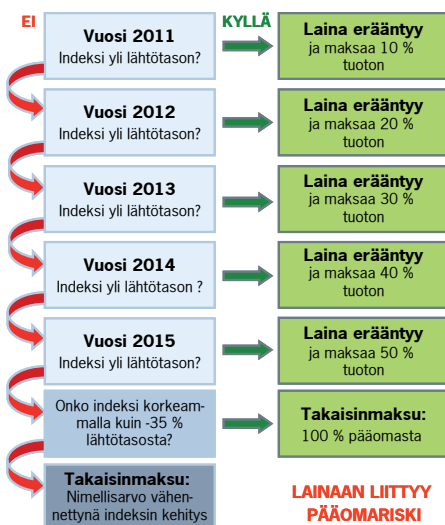 EI
KYLLÄ
Vuosi 2011
Indeksi yli lähtötason?
Laina erääntyy
ja maksaa 10 %
tuoton
Vuosi 2012
Indeksi yli lähtötason?
Laina erääntyy
ja maksaa 20 %
tuoton
Vuosi 2013
Indeksi yli lähtötason?
Laina erääntyy
ja maksaa 30 %
tuoton
Vuosi 2014
Indeksi yli lähtötason ?
Laina erääntyy
ja maksaa 40 %
tuoton
Vuosi 2015
Indeksi yli lähtötason?
Laina erääntyy
ja maksaa 50 %
tuoton
Onko indeksi korkeam-
malla kuin -35 %
lähtötasosta?
Takaisinmaksu:
100 % pääomasta
Takaisinmaksu:
Nimellisarvo vähen-
nettynä indeksin kehitys
LAINAAN LIITTYY
PÄÄOMARISKI